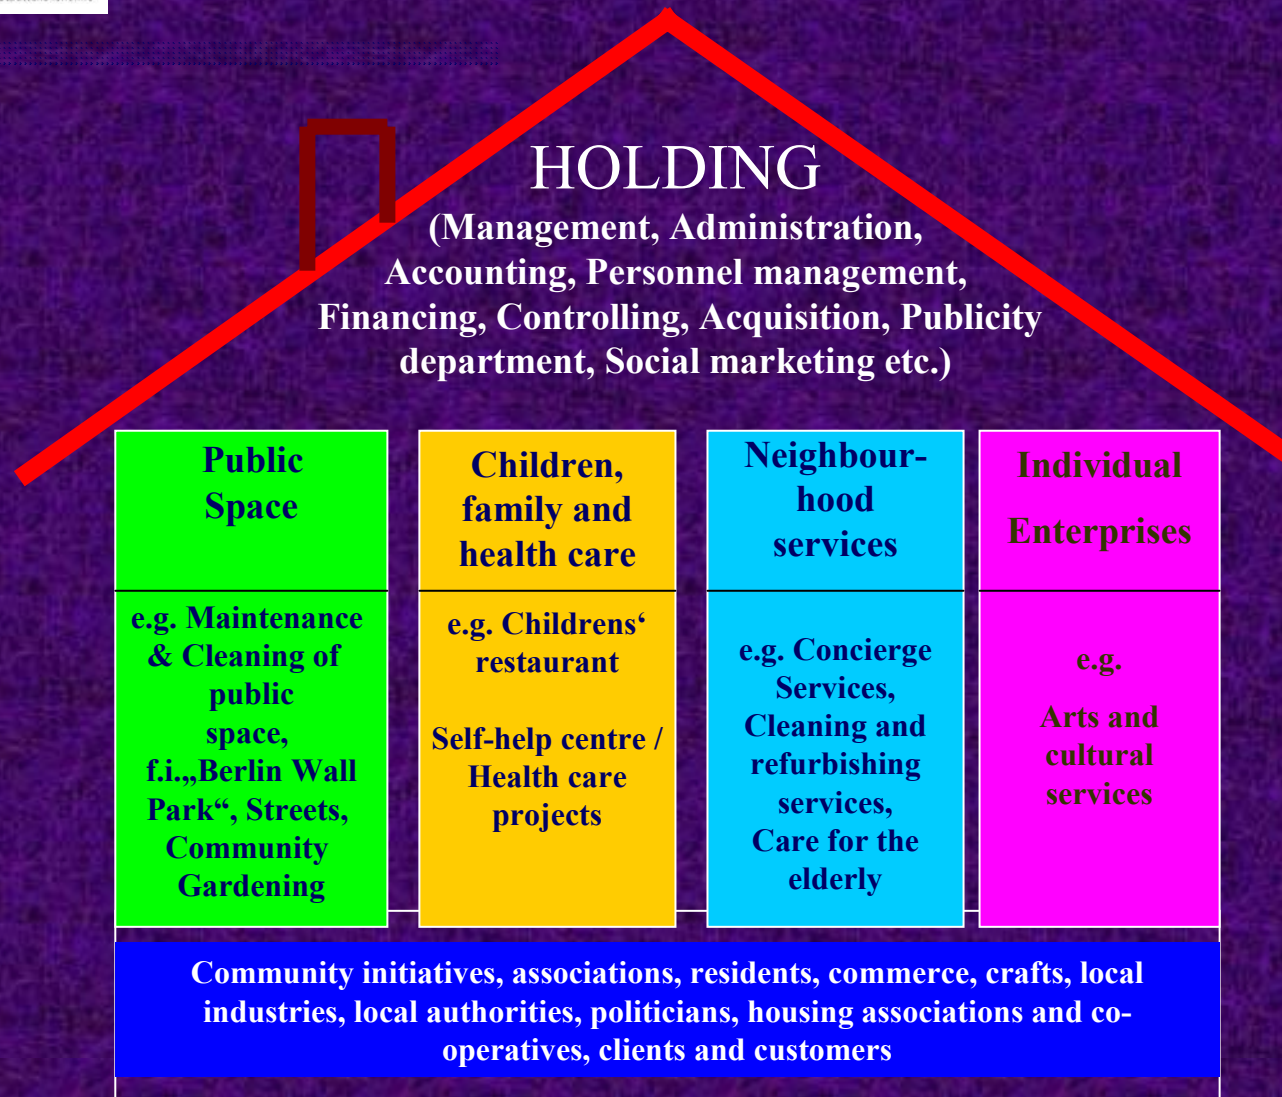 HOLDING
(Management, Administration,
Accounting, Personnel management,
Financing, Controlling, Acquisition, Publicity
department, Social marketing etc.)
Public
Space
e.g. Maintenance
& Cleaning of
public
space,
f.i.„Berlin Wall
Park“, Streets,
Community
Gardening
Children,
family and
health care
e.g. Childrens‘
restaurant
Self-help centre /
Health care
projects
Neighbour-
hood
services
e.g. Concierge
Services,
Cleaning and
refurbishing
services,
Care for the
elderly
Individual
Enterprises
e.g.
Arts and
cultural
services
Community initiatives, associations, residents, commerce, crafts, local
industries, local authorities, politicians, housing associations and co-
operatives, clients and customers